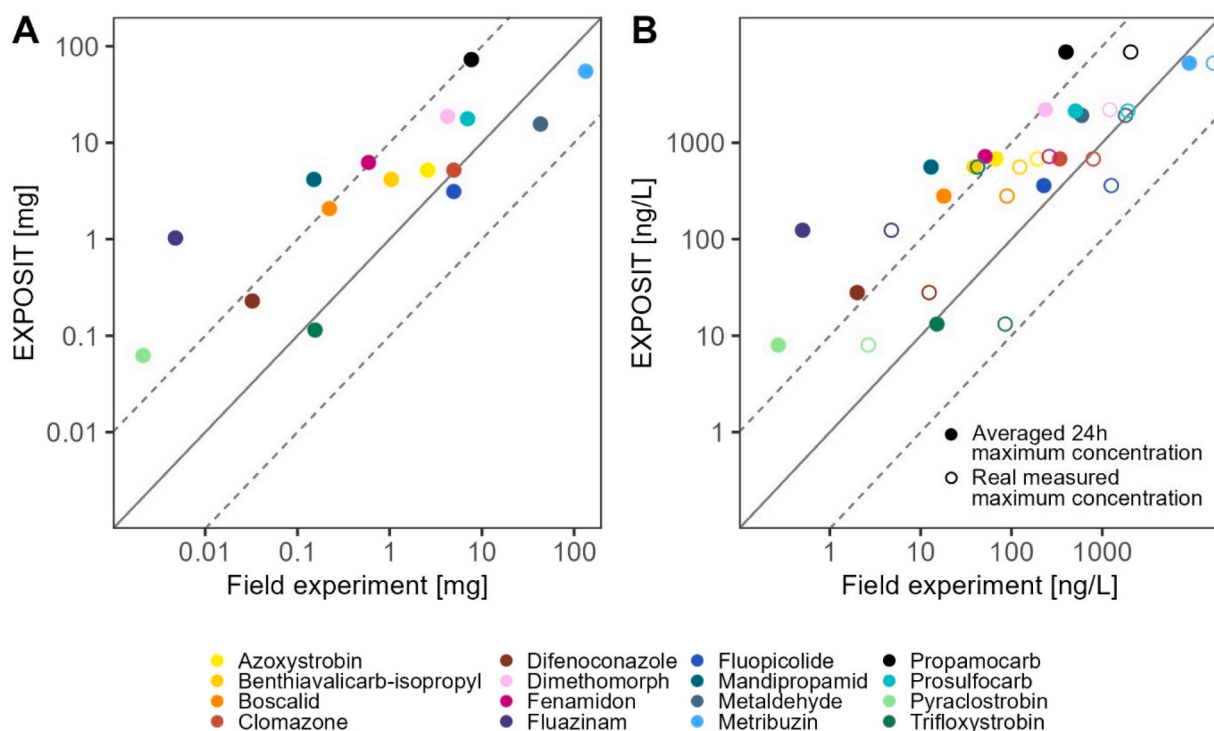 A
B
EXPOSIT [mg]
100
10
1
0.1
0.01
0.01 0.1 1 10 100
Field experiment [mg]
EXPOSIT [ng/L]
1000
100
10
1
1 10 100 1000
Field experiment [ng/L]
Averaged 24h
maximum concentration
Real measured
maximum concentration
Azoxystrobin
Benthiavalicarb-isopropyl
Boscalid
Clomazone
Difenoconazole
Dimethomorph
Fenamidon
Fluazinam
Fluopicolide
Mandipropamid
Metaldehyde
Metribuzin
Propamocarb
Prosulfocarb
Pyraclostrobin
Trifloxystrobin